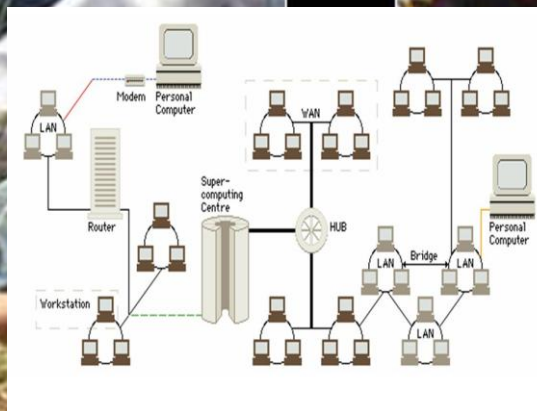 Modem
Personal
Computer
LAN
WAN
Router
Super-
computing
Centre
HUB
Personal
Computer
LAN
Bridge
LAN
Workstation
LAN